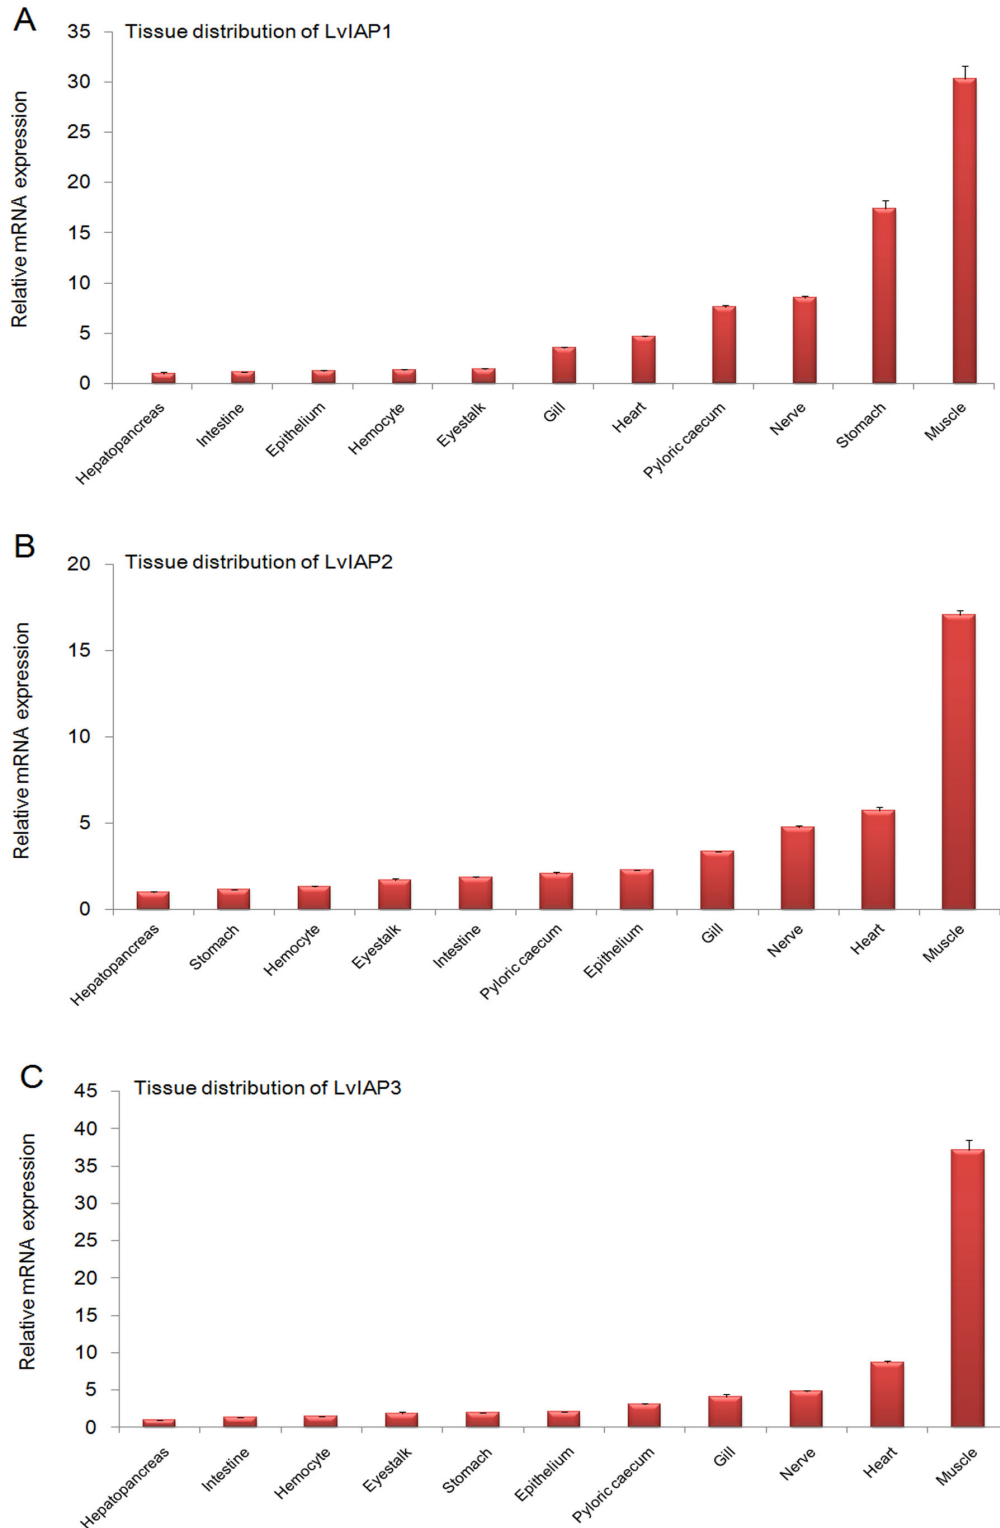 A
Tissue distribution of LvIAP1
Relative mRNA expression
35
30
25
20
15
10
5
0
Hepatopancreas
Intestine
Epithelium
Hemocyte
Eyestalk
Gill
Heart
Pyloric caecum
Nerve
Stomach
Muscle
B
Tissue distribution of LvIAP2
Relative mRNA expression
20
15
10
5
0
Hepatopancreas
Stomach
Hemocyte
Eyestalk
Intestine
Pyloric caecum
Epithelium
Gill
Nerve
Heart
Muscle
C
Tissue distribution of LvIAP3
Relative mRNA expression
45
40
35
30
25
20
15
10
5
0
Hepatopancreas
Intestine
Hemocyte
Eyestalk
Stomach
Epithelium
Pyloric caecum
Gill
Nerve
Heart
Muscle